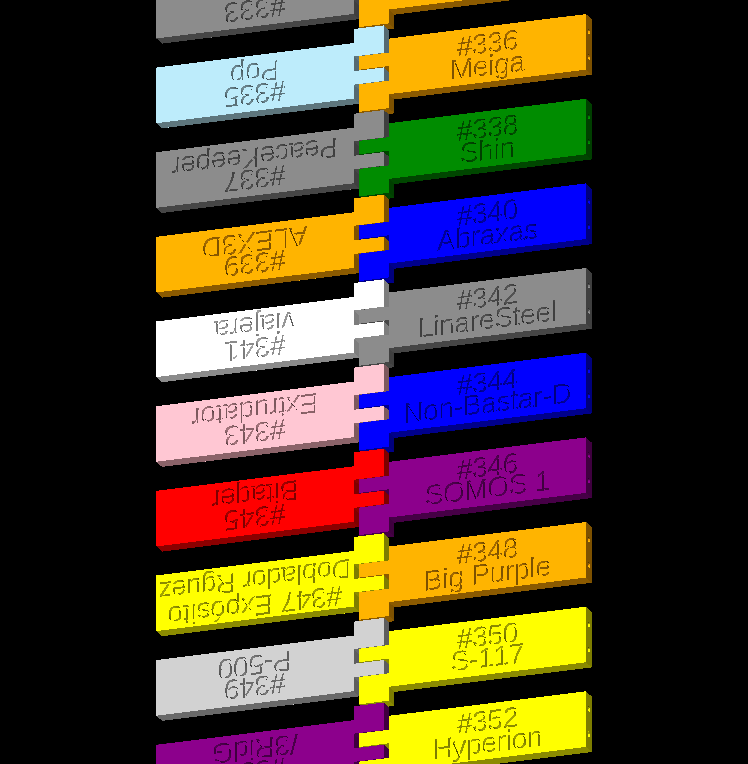 #333
#335
Pop
#336
Meiga
#337
PeaceKeeper
#338
Shin
#339
ALEX3D
#340
Abraxas
#341
viajera
#342
LinareSteel
#343
Extrudator
#344
Non-Bastar-D
#345
Bitager
#346
SOMOS 1
#347 Expósito
Doblador Rguez
#348
Big Purple
#349
P-500
#350
S-117
#352
Hyperion